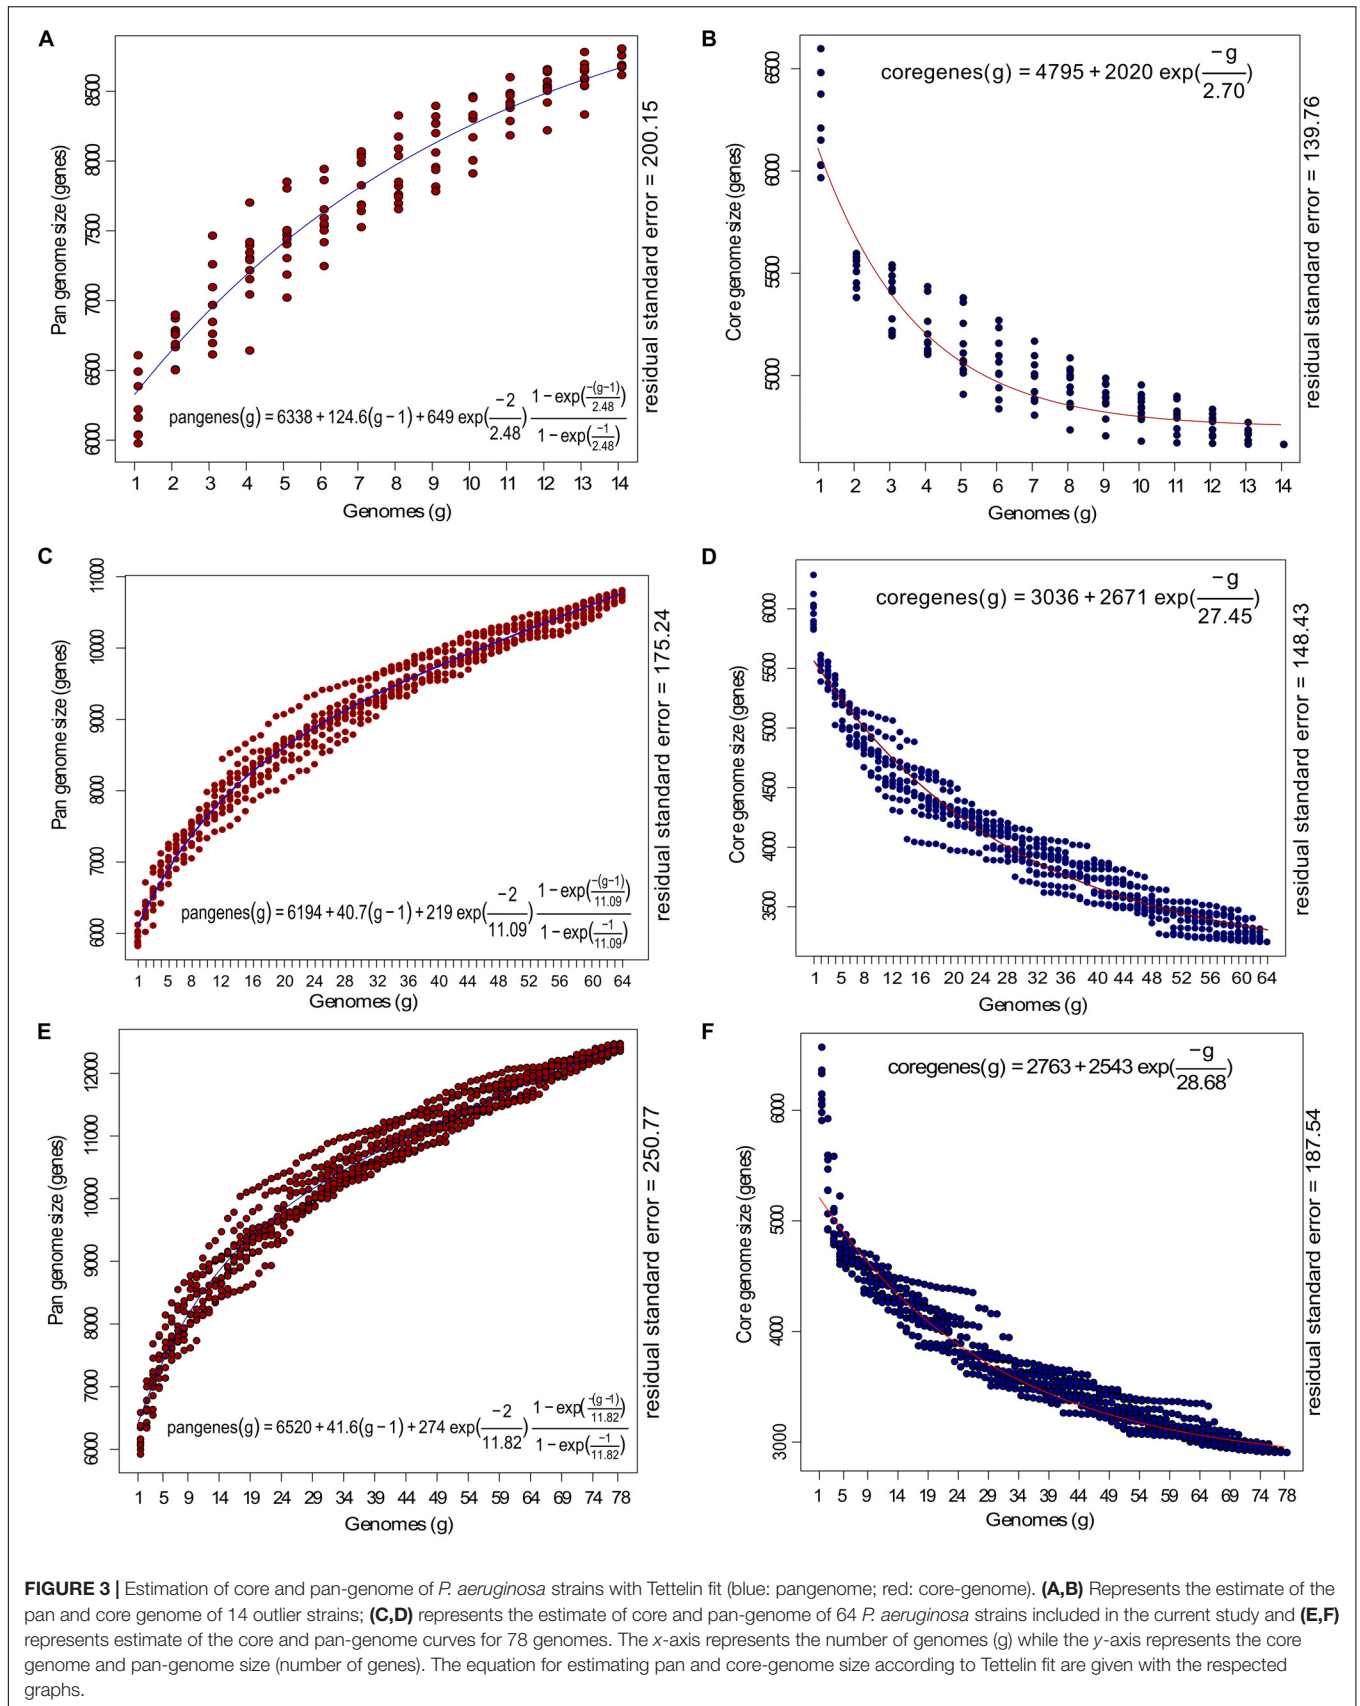 A
Pan genome size (genes)
6000 6500 7000 7500 8000 8500
pangenes(g) = 6338 + 124.6(g − 1) + 649 exp(−2/2.48) 1 − exp(−(g−1)/2.48) / 1 − exp(−1/2.48)
1 2 3 4 5 6 7 8 9 10 11 12 13 14
Genomes (g)
residual standard error = 200.15
B
Core genome size (genes)
5000 5500 6000 6500
coregenes(g) = 4795 + 2020 exp(−g/2.70)
1 2 3 4 5 6 7 8 9 10 11 12 13 14
Genomes (g)
residual standard error = 139.76
C
Pan genome size (genes)
6000 7000 8000 9000 10000 11000
pangenes(g) = 6194 + 40.7(g − 1) + 219 exp(−2/11.09) 1 − exp(−(g−1)/11.09) / 1 − exp(−1/11.09)
1 5 8 12 16 20 24 28 32 36 40 44 48 52 56 60 64
Genomes (g)
residual standard error = 175.24
D
Core genome size (genes)
3500 4000 4500 5000 5500 6000
coregenes(g) = 3036 + 2671 exp(−g/27.45)
1 5 8 12 16 20 24 28 32 36 40 44 48 52 56 60 64
Genomes (g)
residual standard error = 148.43
E
Pan genome size (genes)
6000 7000 8000 9000 10000 11000 12000
pangenes(g) = 6520 + 41.6(g − 1) + 274 exp(−2/11.82) 1 − exp(−(g−1)/11.82) / 1 − exp(−1/11.82)
1 5 9 14 19 24 29 34 39 44 49 54 59 64 69 74 78
Genomes (g)
residual standard error = 250.77
F
Core genome size (genes)
3000 4000 5000 6000
coregenes(g) = 2763 + 2543 exp(−g/28.68)
1 5 9 14 19 24 29 34 39 44 49 54 59 64 69 74 78
Genomes (g)
residual standard error = 187.54
FIGURE 3 | Estimation of core and pan-genome of P. aeruginosa strains with Tettelin fit (blue: pangenome; red: core-genome). (A,B) Represents the estimate of the
pan and core genome of 14 outlier strains; (C,D) represents the estimate of core and pan-genome of 64 P. aeruginosa strains included in the current study and (E,F)
represents estimate of the core and pan-genome curves for 78 genomes. The x-axis represents the number of genomes (g) while the y-axis represents the core
genome and pan-genome size (number of genes). The equation for estimating pan and core-genome size according to Tettelin fit are given with the respected
graphs.